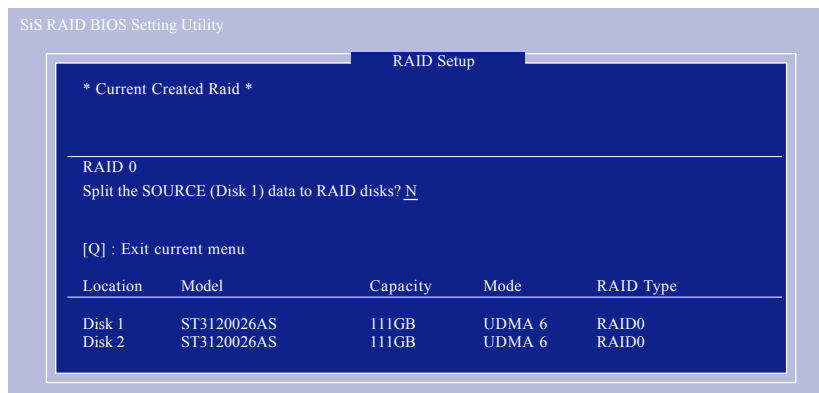 SiS RAID BIOS Setting Utility
RAID Setup
* Current Created Raid *
RAID 0
Split the SOURCE (Disk 1) data to RAID disks? N
[Q] : Exit current menu
Location Model Capacity Mode RAID Type
Disk 1 ST3120026AS 111GB UDMA 6 RAID0
Disk 2 ST3120026AS 111GB UDMA 6 RAID0